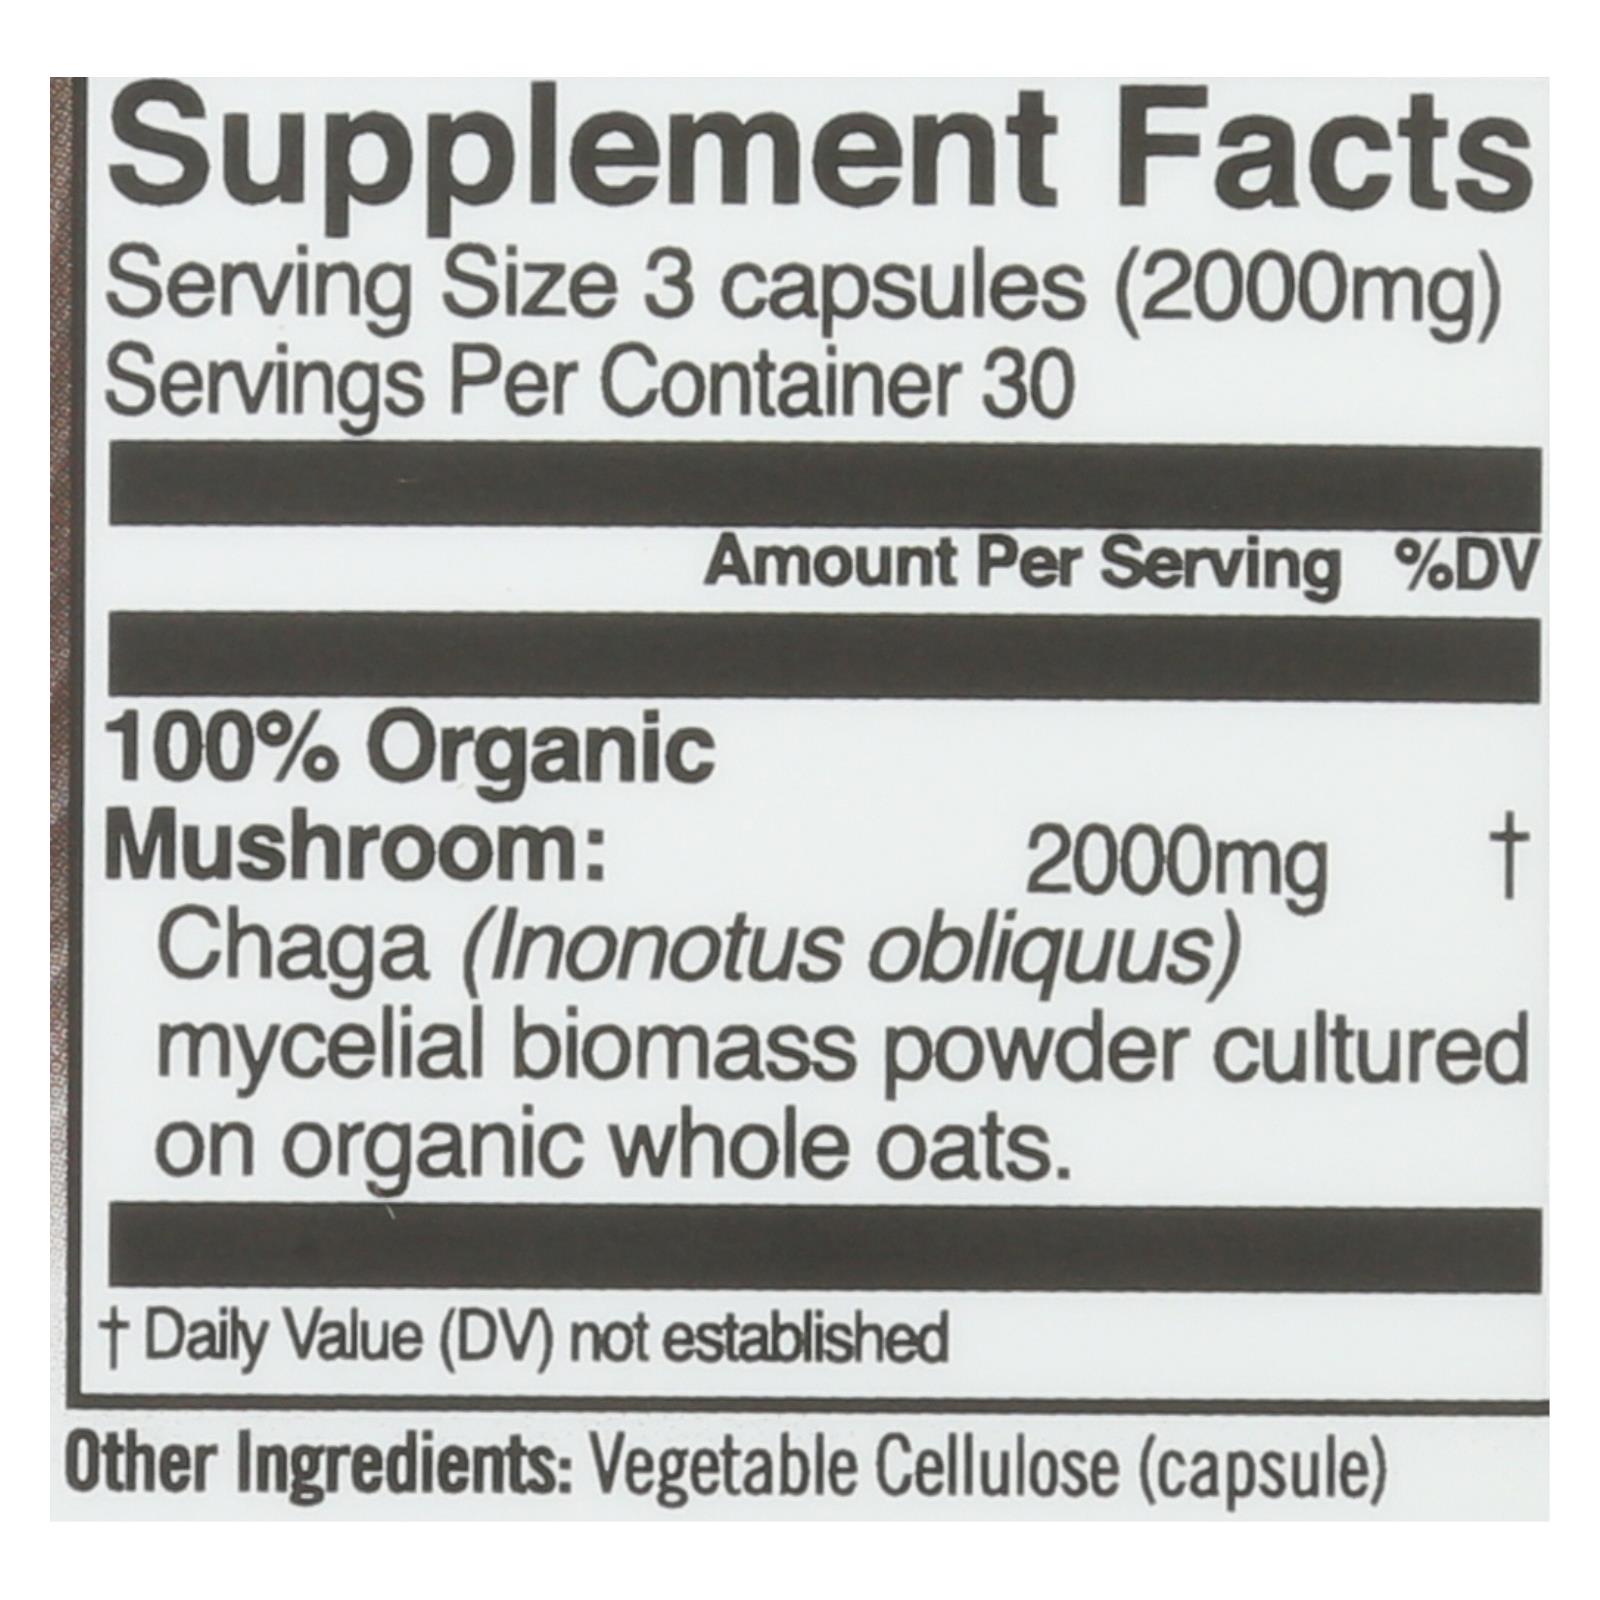 Supplement Facts
Serving Size 3 capsules (2000mg)
Servings Per Container 30
Amount Per Serving %DV
100% Organic
Mushroom: 2000mg †
Chaga (Inonotus obliquus)
mycelial biomass powder cultured
on organic whole oats.
† Daily Value (DV) not established
Other Ingredients: Vegetable Cellulose (capsule)